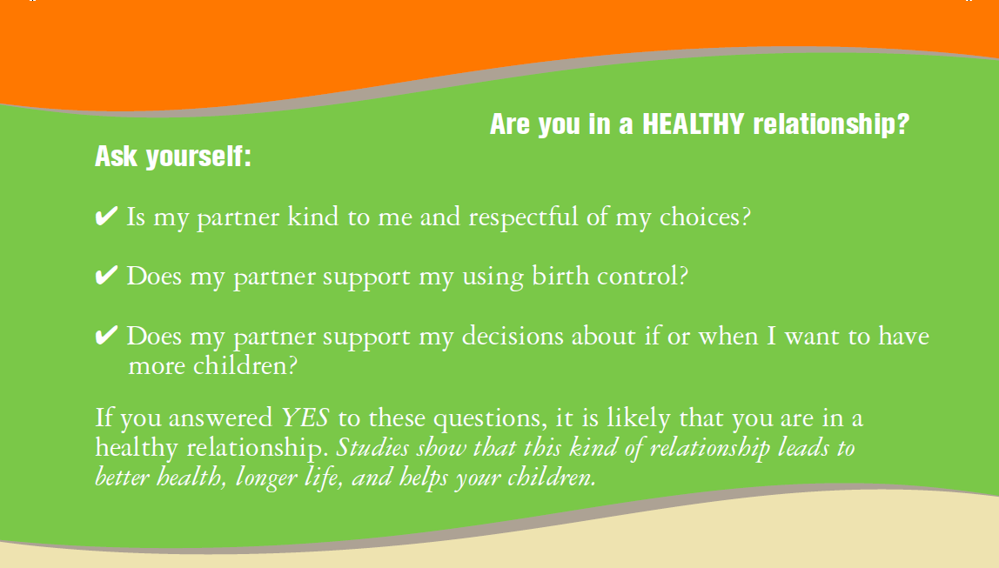 Are you in a HEALTHY relationship?
Ask yourself:
✔ Is my partner kind to me and respectful of my choices?
✔ Does my partner support my using birth control?
✔ Does my partner support my decisions about if or when I want to have
more children?
If you answered YES to these questions, it is likely that you are in a
healthy relationship. Studies show that this kind of relationship leads to
better health, longer life, and helps your children.